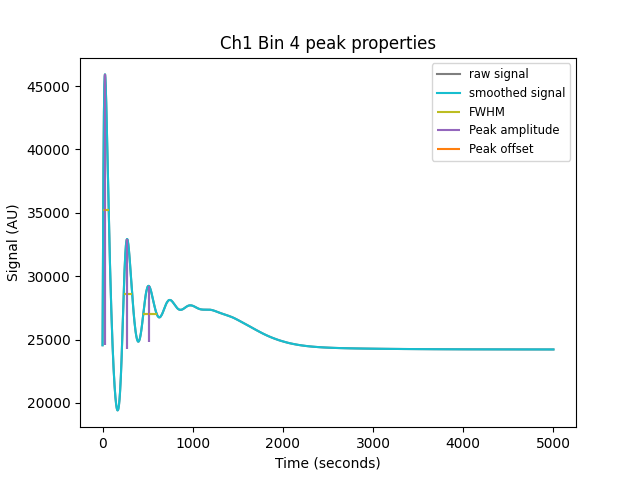 Ch1 Bin 4 peak properties
raw signal
smoothed signal
FWHM
Peak amplitude
Peak offset
45000
40000
35000
30000
25000
20000
Signal (AU)
0 1000 2000 3000 4000 5000
Time (seconds)